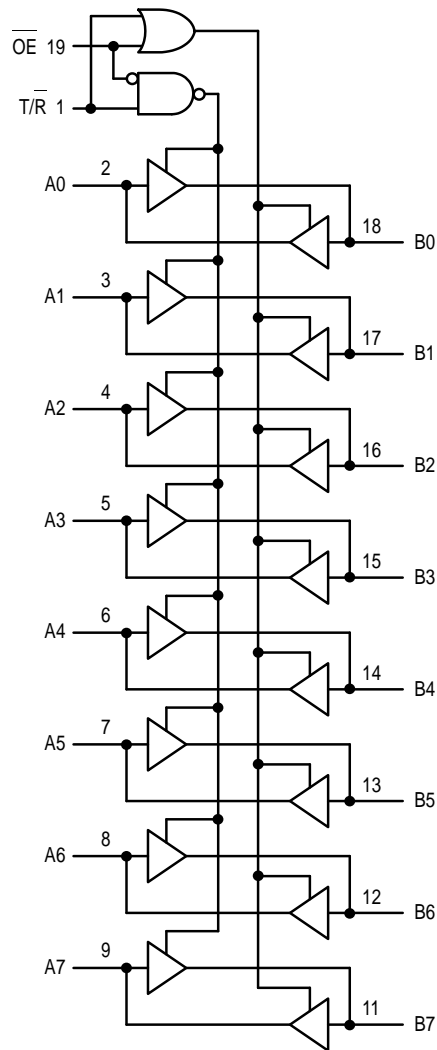 O̅E̅ 19
T/R̅ 1
A0 2
18 B0
A1 3
17 B1
A2 4
16 B2
A3 5
15 B3
A4 6
14 B4
A5 7
13 B5
A6 8
12 B6
A7 9
11 B7